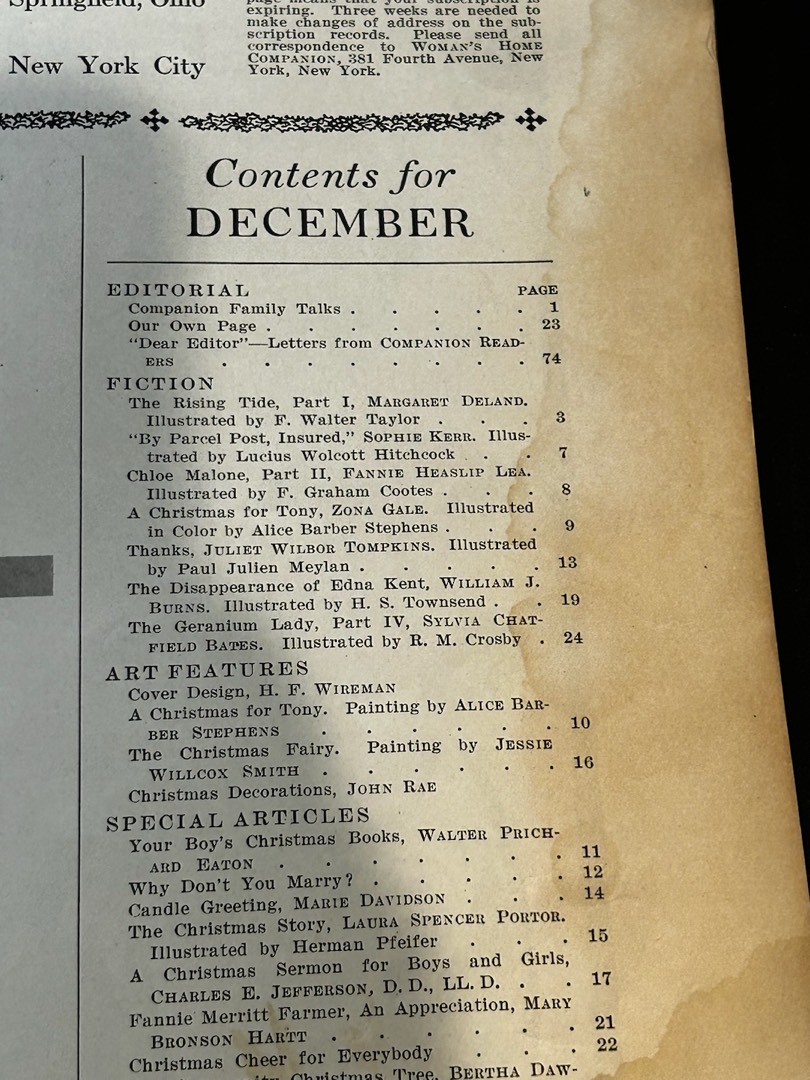 Springfield, Ohio
New York City
page means that your subscription is
expiring. Three weeks are needed to
make changes of address on the sub-
scription records. Please send all
correspondence to WOMAN'S HOME
COMPANION, 381 Fourth Avenue, New
York, New York.
Contents for
DECEMBER
EDITORIAL PAGE
Companion Family Talks . . . . . 1
Our Own Page . . . . . . . 23
"Dear Editor"—Letters from COMPANION READ-
ERS . . . . . . . . 74
FICTION
The Rising Tide, Part I, MARGARET DELAND.
Illustrated by F. Walter Taylor . . . 3
"By Parcel Post, Insured," SOPHIE KERR. Illus-
trated by Lucius Wolcott Hitchcock . . 7
Chloe Malone, Part II, FANNIE HEASLIP LEA.
Illustrated by F. Graham Cootes . . . 8
A Christmas for Tony, ZONA GALE. Illustrated
in Color by Alice Barber Stephens . . . 9
Thanks, JULIET WILBOR TOMPKINS. Illustrated
by Paul Julien Meylan . . . . . 13
The Disappearance of Edna Kent, WILLIAM J.
BURNS. Illustrated by H. S. Townsend . . 19
The Geranium Lady, Part IV, SYLVIA CHAT-
FIELD BATES. Illustrated by R. M. Crosby . 24
ART FEATURES
Cover Design, H. F. WIREMAN
A Christmas for Tony. Painting by ALICE BAR-
BER STEPHENS . . . . . . 10
The Christmas Fairy. Painting by JESSIE
WILLCOX SMITH . . . . . . 16
Christmas Decorations, JOHN RAE
SPECIAL ARTICLES
Your Boy's Christmas Books, WALTER PRICH-
ARD EATON . . . . . . . 11
Why Don't You Marry? . . . . . 12
Candle Greeting, MARIE DAVIDSON . . . 14
The Christmas Story, LAURA SPENCER PORTOR.
Illustrated by Herman Pfeifer . . . 15
A Christmas Sermon for Boys and Girls,
CHARLES E. JEFFERSON, D. D., LL. D. . . 17
Fannie Merritt Farmer, An Appreciation, MARY
BRONSON HARTT . . . . . . 21
Christmas Cheer for Everybody . . . 22
Christmas Tree, BERTHA DAW-